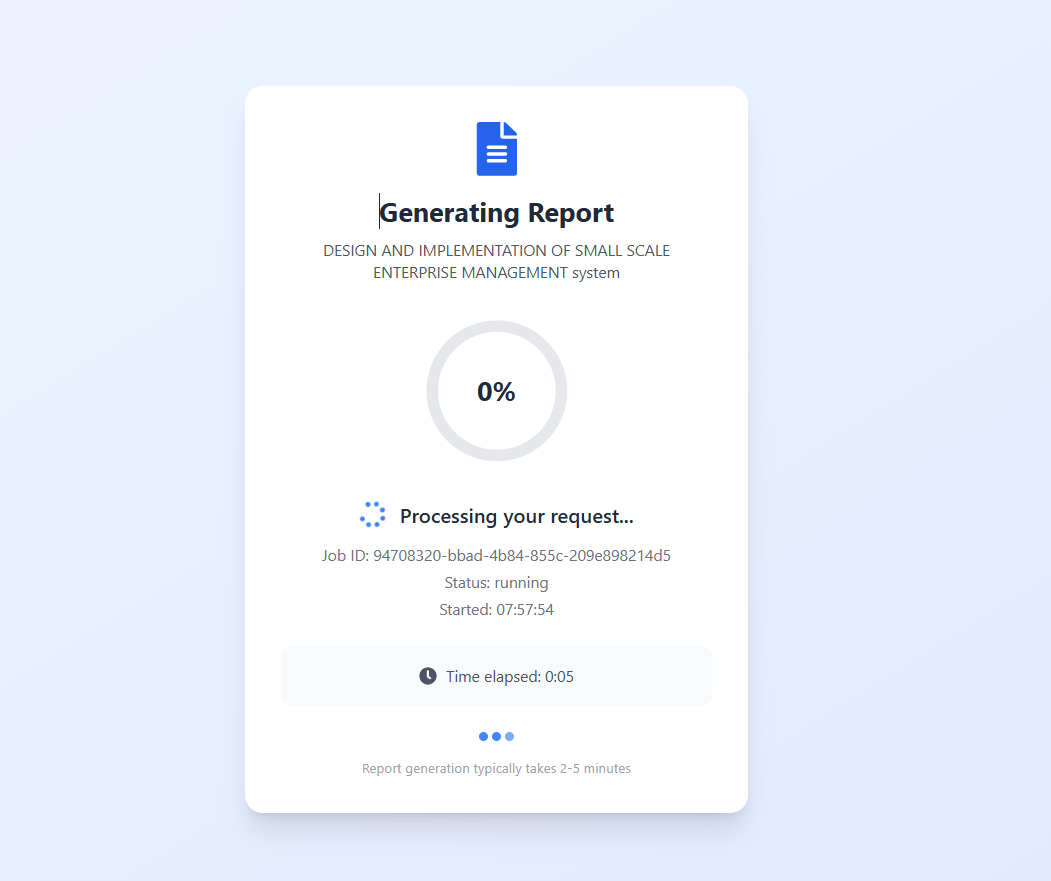 Generating Report
DESIGN AND IMPLEMENTATION OF SMALL SCALE
ENTERPRISE MANAGEMENT system
0%
Processing your request...
Job ID: 94708320-bbad-4b84-855c-209e898214d5
Status: running
Started: 07:57:54
Time elapsed: 0:05
Report generation typically takes 2-5 minutes